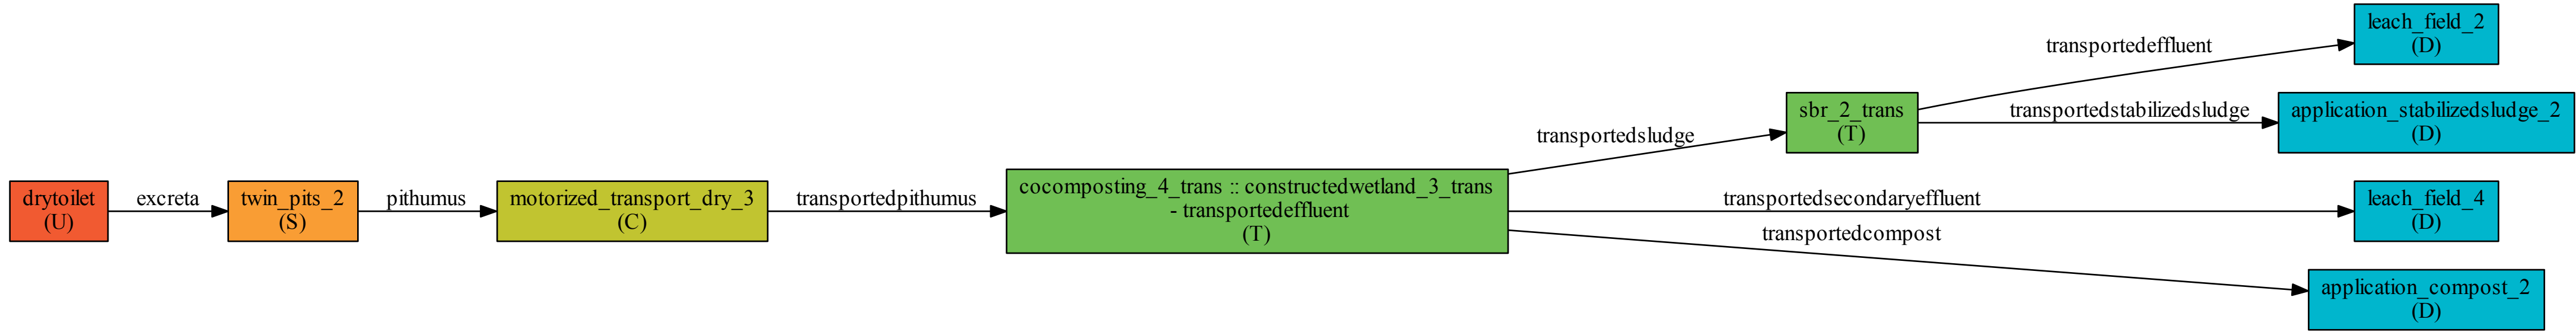 drytoilet
(U)
excreta
twin_pits_2
(S)
pithumus
motorized_transport_dry_3
(C)
transportedpithumus
cocomposting_4_trans :: constructedwetland_3_trans
- transportedeffluent
(T)
transportedsludge
sbr_2_trans
(T)
transportedeffluent
leach_field_2
(D)
transportedstabilizedsludge
application_stabilizedsludge_2
(D)
transportedsecondaryeffluent
leach_field_4
(D)
transportedcompost
application_compost_2
(D)